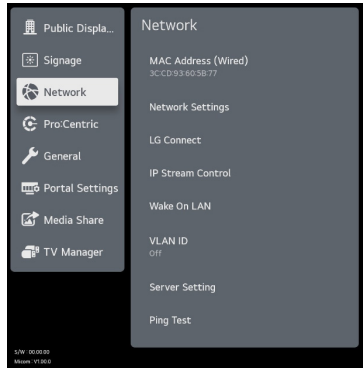 Public Displa...
Signage
Network
Pro:Centric
General
Portal Settings
Media Share
TV Manager
Network
MAC Address (Wired)
3C:CD:93:60:5B:77
Network Settings
LG Connect
IP Stream Control
Wake On LAN
VLAN ID
Off
Server Setting
Ping Test
S/W : 00.00.00
Micom : V1.00.0